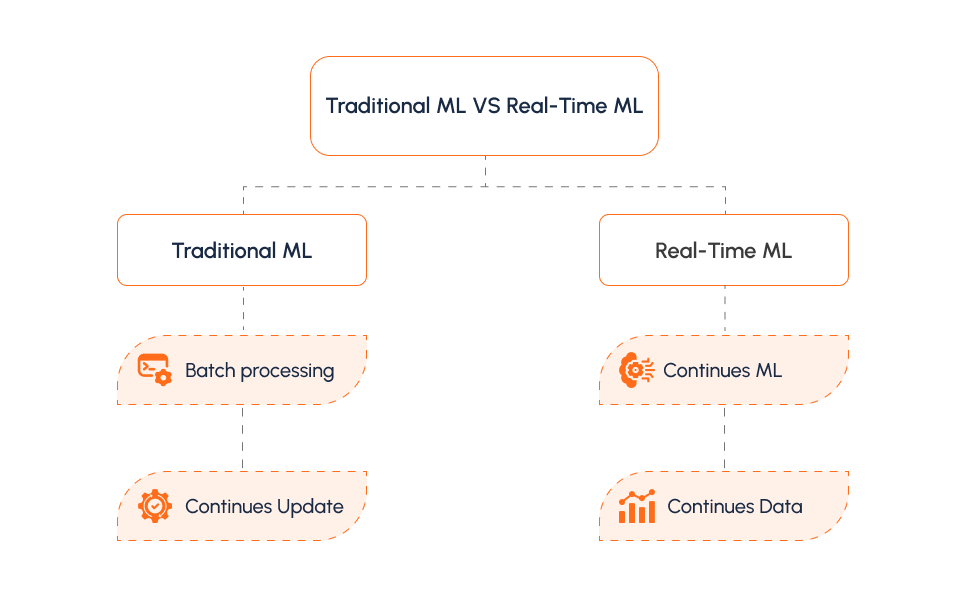 Traditional ML VS Real-Time ML
Traditional ML
Real-Time ML
Batch processing
Continues ML
Continues Update
Continues Data